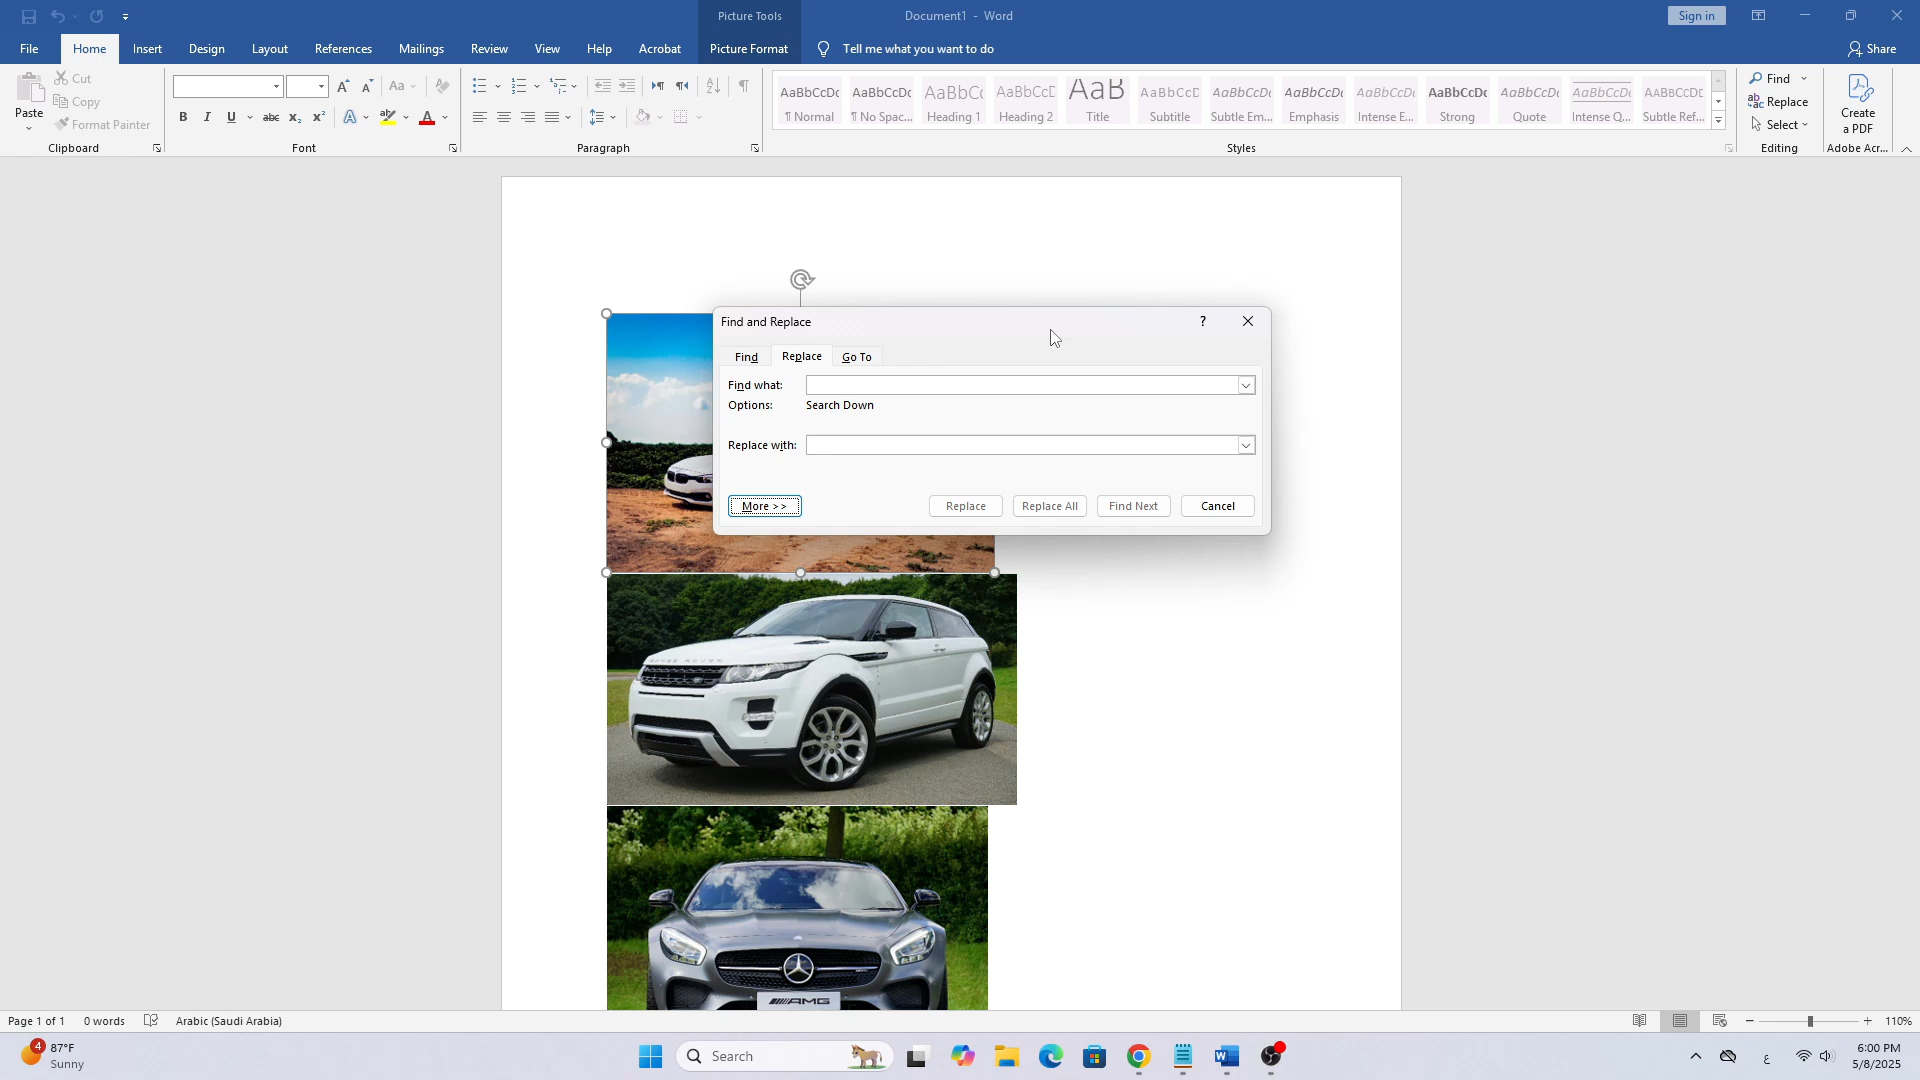 Picture Tools
Document1 - Word
Sign in
File
Home
Insert
Design
Layout
References
Mailings
Review
View
Help
Acrobat
Picture Format
Tell me what you want to do
Share
Paste
Cut
Copy
Format Painter
Clipboard
Font
Paragraph
AaBbCcDc
¶ Normal
AaBbCcDc
¶ No Spac...
AaBbC
Heading 1
AaBbCcD
Heading 2
AaB
Title
AaBbCcD
Subtitle
AaBbCcDc
Subtle Em...
AaBbCcDc
Emphasis
AaBbCcDc
Intense E...
AaBbCcDc
Strong
AaBbCcDc
Quote
AaBbCcDc
Intense Q...
AaBbCcDc
Subtle Ref...
Styles
Find
Replace
Select
Editing
Create
a PDF
Adobe Acr...
Find and Replace
Find
Replace
Go To
Find what:
Options: Search Down
Replace with:
More >>
Replace
Replace All
Find Next
Cancel
AMG
Page 1 of 1
0 words
Arabic (Saudi Arabia)
110%
4
87°F
Sunny
Search
ع
6:00 PM
5/8/2025